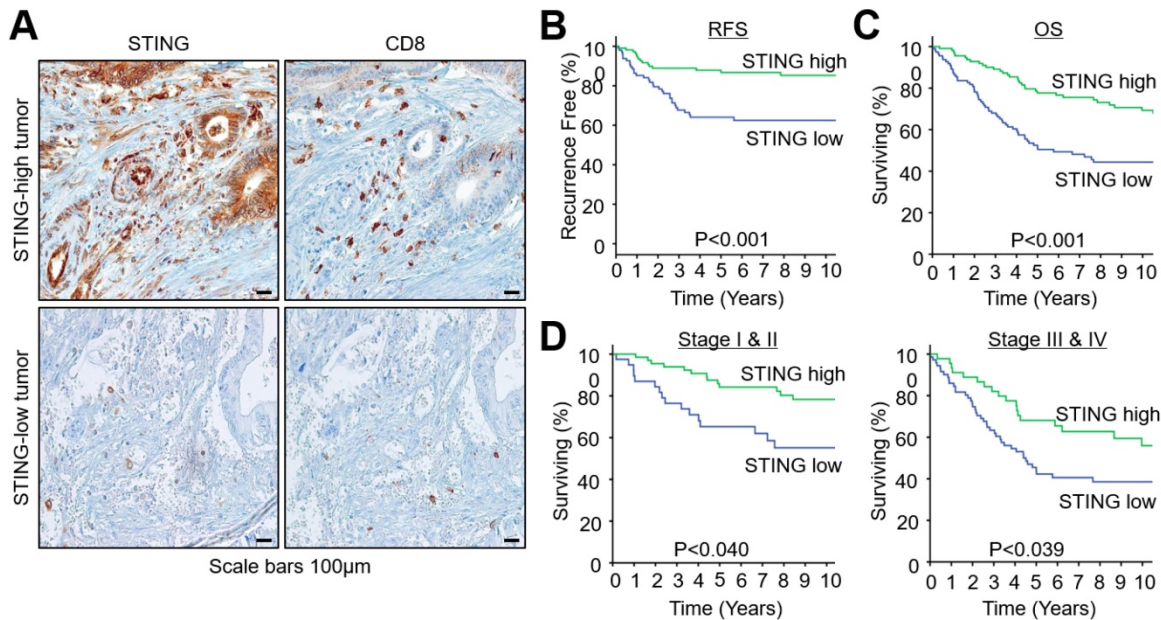 A
STING
CD8
STING-high tumor
STING-low tumor
Scale bars 100µm
B
RFS
Recurrence Free (%)
10
0
80
60
40
20
0
STING high
STING low
P<0.001
0 1 2 3 4 5 6 7 8 9 10
Time (Years)
C
OS
Surviving (%)
10
0
80
60
40
20
0
STING high
STING low
P<0.001
0 1 2 3 4 5 6 7 8 9 10
Time (Years)
D
Stage I & II
Surviving (%)
10
0
80
60
40
20
0
STING high
STING low
P<0.040
0 1 2 3 4 5 6 7 8 9 10
Time (Years)
Stage III & IV
Surviving (%)
10
0
80
60
40
20
0
STING high
STING low
P<0.039
0 1 2 3 4 5 6 7 8 9 10
Time (Years)